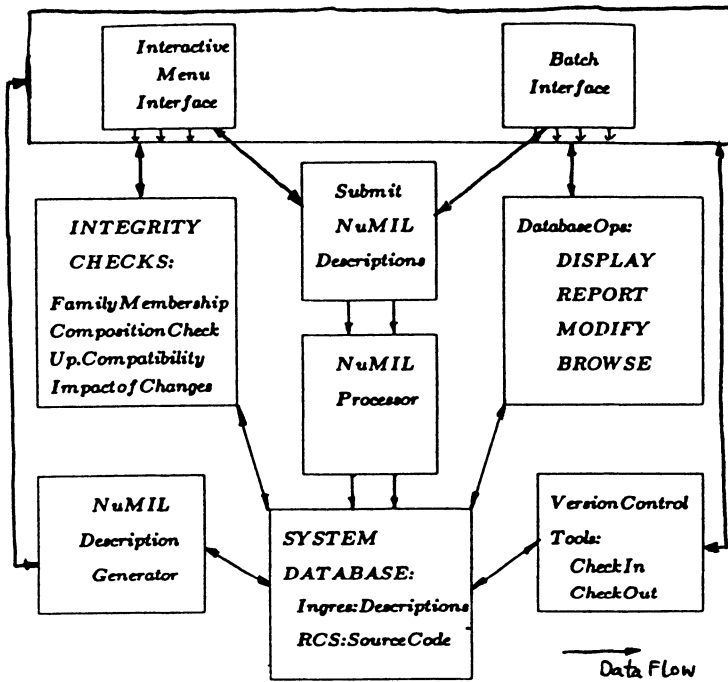 Interactive
Menu
Interface
Batch
Interface
Submit
NuMIL
Descriptions
INTEGRITY
CHECKS:
FamilyMembership
CompositionCheck
Up.Compatibility
ImpactofChanges
DatabaseOps:
DISPLAY
REPORT
MODIFY
BROWSE
NuMIL
Processor
NuMIL
Description
Generator
SYSTEM
DATABASE:
Ingres:Descriptions
RCS:SourceCode
VersionControl
Tools:
CheckIn
CheckOut
Data Flow